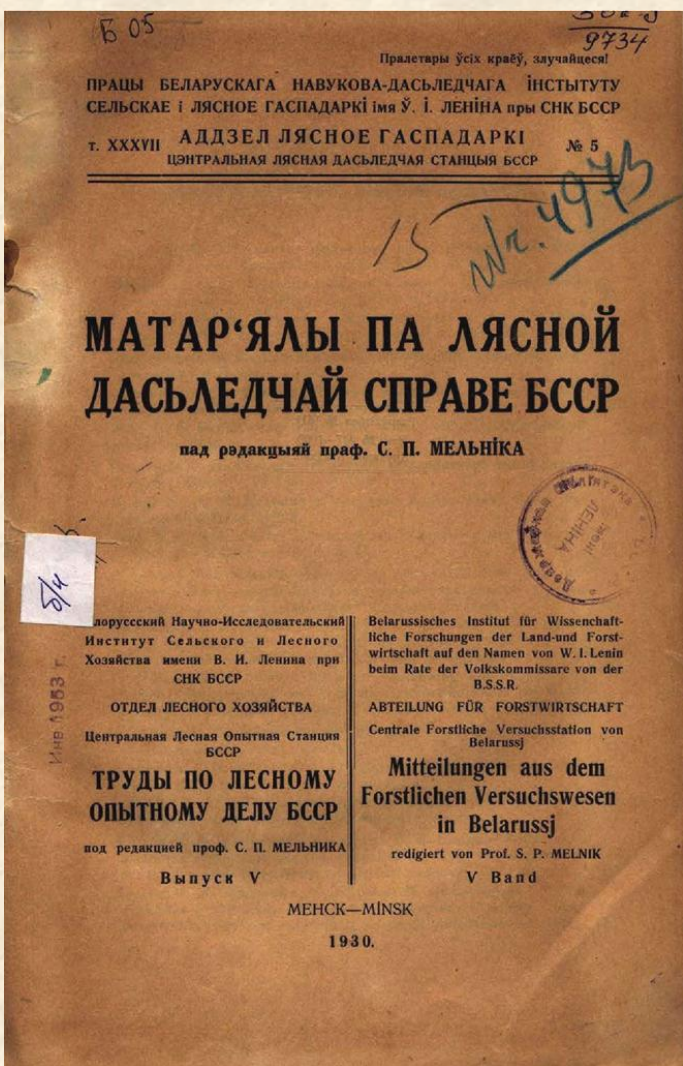 Б 05
9734
Пралетары ўсіх краёў, злучайцеся!
ПРАЦЫ БЕЛАРУСКАГА НАВУКОВА-ДАСЬЛЕДЧАГА ІНСТЫТУТУ
СЕЛЬСКАЕ і ЛЯСНОЕ ГАСПАДАРКІ імя Ў. І. ЛЕНІНА пры СНК БССР
т. XXXVII АДДЗЕЛ ЛЯСНОЕ ГАСПАДАРКІ № 5
ЦЭНТРАЛЬНАЯ ЛЯСНАЯ ДАСЬЛЕДЧАЯ СТАНЦЫЯ БССР
15
Nr. 4973
МАТАР‘ЯЛЫ ПА ЛЯСНОЙ
ДАСЬЛЕДЧАЙ СПРАВЕ БССР
пад рэдакцыяй праф. С. П. МЕЛЬНІКА
ЛЕНІНА
б/н
Инв 1953 г.
лоруссский Научно-Исследовательский
Институт Сельского и Лесного
Хозяйства имени В. И. Ленина при
СНК БССР
ОТДЕЛ ЛЕСНОГО ХОЗЯЙСТВА
Центральная Лесная Опытная Станция
БССР
ТРУДЫ ПО ЛЕСНОМУ
ОПЫТНОМУ ДЕЛУ БССР
под редакцией проф. С. П. МЕЛЬНИКА
Выпуск V
Belarussisches Institut für Wissenschaft-
liche Forschungen der Land-und Forst-
wirtschaft auf den Namen von W. I. Lenin
beim Rate der Volkskommissare von der
B.S.S.R.
ABTEILUNG FÜR FORSTWIRTSCHAFT
Centrale Forstliche Versuchsstation von
Belarussj
Mitteilungen aus dem
Forstlichen Versuchswesen
in Belarussj
redigiert von Prof. S. P. MELNIK
V Band
МЕНСК—MINSK
1930.